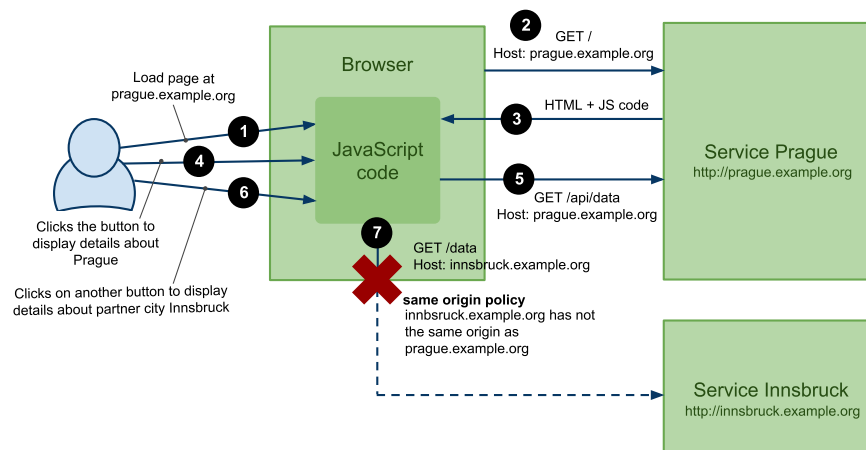 2
GET /
Host: prague.example.org
Browser
Load page at
prague.example.org
1
JavaScript
code
3
HTML + JS code
Service Prague
http://prague.example.org
4
5
GET /api/data
Host: prague.example.org
6
Clicks the button to
display details about
Prague
7
GET /data
Host: innsbruck.example.org
Clicks on another button to display
details about partner city Innsbruck
same origin policy
innbsruck.example.org has not
the same origin as
prague.example.org
Service Innsbruck
http://innsbruck.example.org